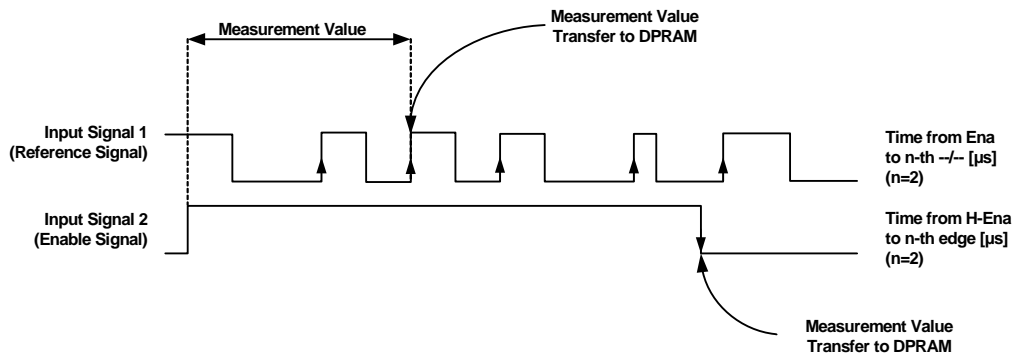 Measurement Value
Transfer to DPRAM
Measurement Value
Input Signal 1
(Reference Signal)
Time from Ena
to n-th --/-- [µs]
(n=2)
Input Signal 2
(Enable Signal)
Time from H-Ena
to n-th edge [µs]
(n=2)
Measurement Value
Transfer to DPRAM